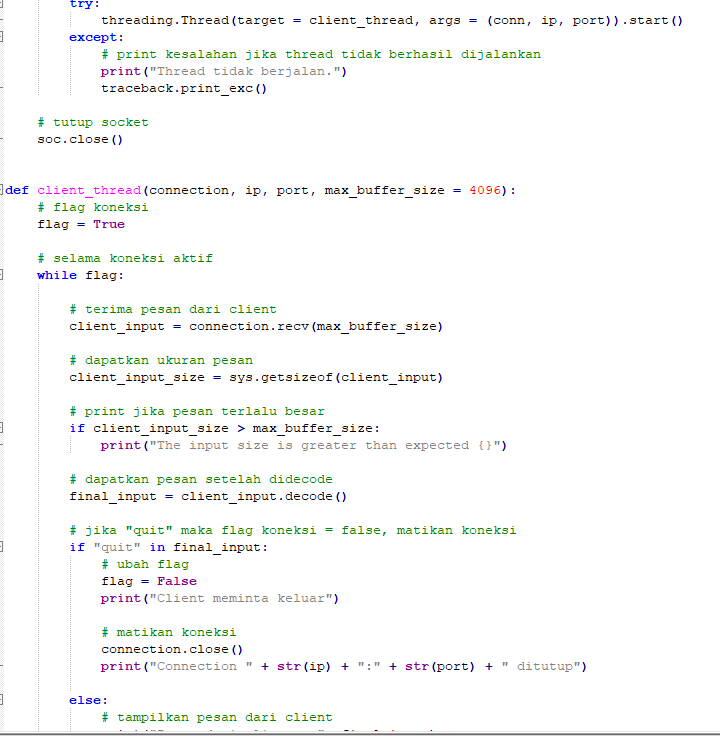 try:
threading.Thread(target = client_thread, args = (conn, ip, port)).start()
except:
# print kesalahan jika thread tidak berhasil dijalankan
print("Thread tidak berjalan.")
traceback.print_exc()
# tutup socket
soc.close()
def client_thread(connection, ip, port, max_buffer_size = 4096):
# flag koneksi
flag = True
# selama koneksi aktif
while flag:
# terima pesan dari client
client_input = connection.recv(max_buffer_size)
# dapatkan ukuran pesan
client_input_size = sys.getsizeof(client_input)
# print jika pesan terlalu besar
if client_input_size > max_buffer_size:
print("The input size is greater than expected {}")
# dapatkan pesan setelah didecode
final_input = client_input.decode()
# jika "quit" maka flag koneksi = false, matikan koneksi
if "quit" in final_input:
# ubah flag
flag = False
print("Client meminta keluar")
# matikan koneksi
connection.close()
print("Connection " + str(ip) + ":" + str(port) + " ditutup")
else:
# tampilkan pesan dari client